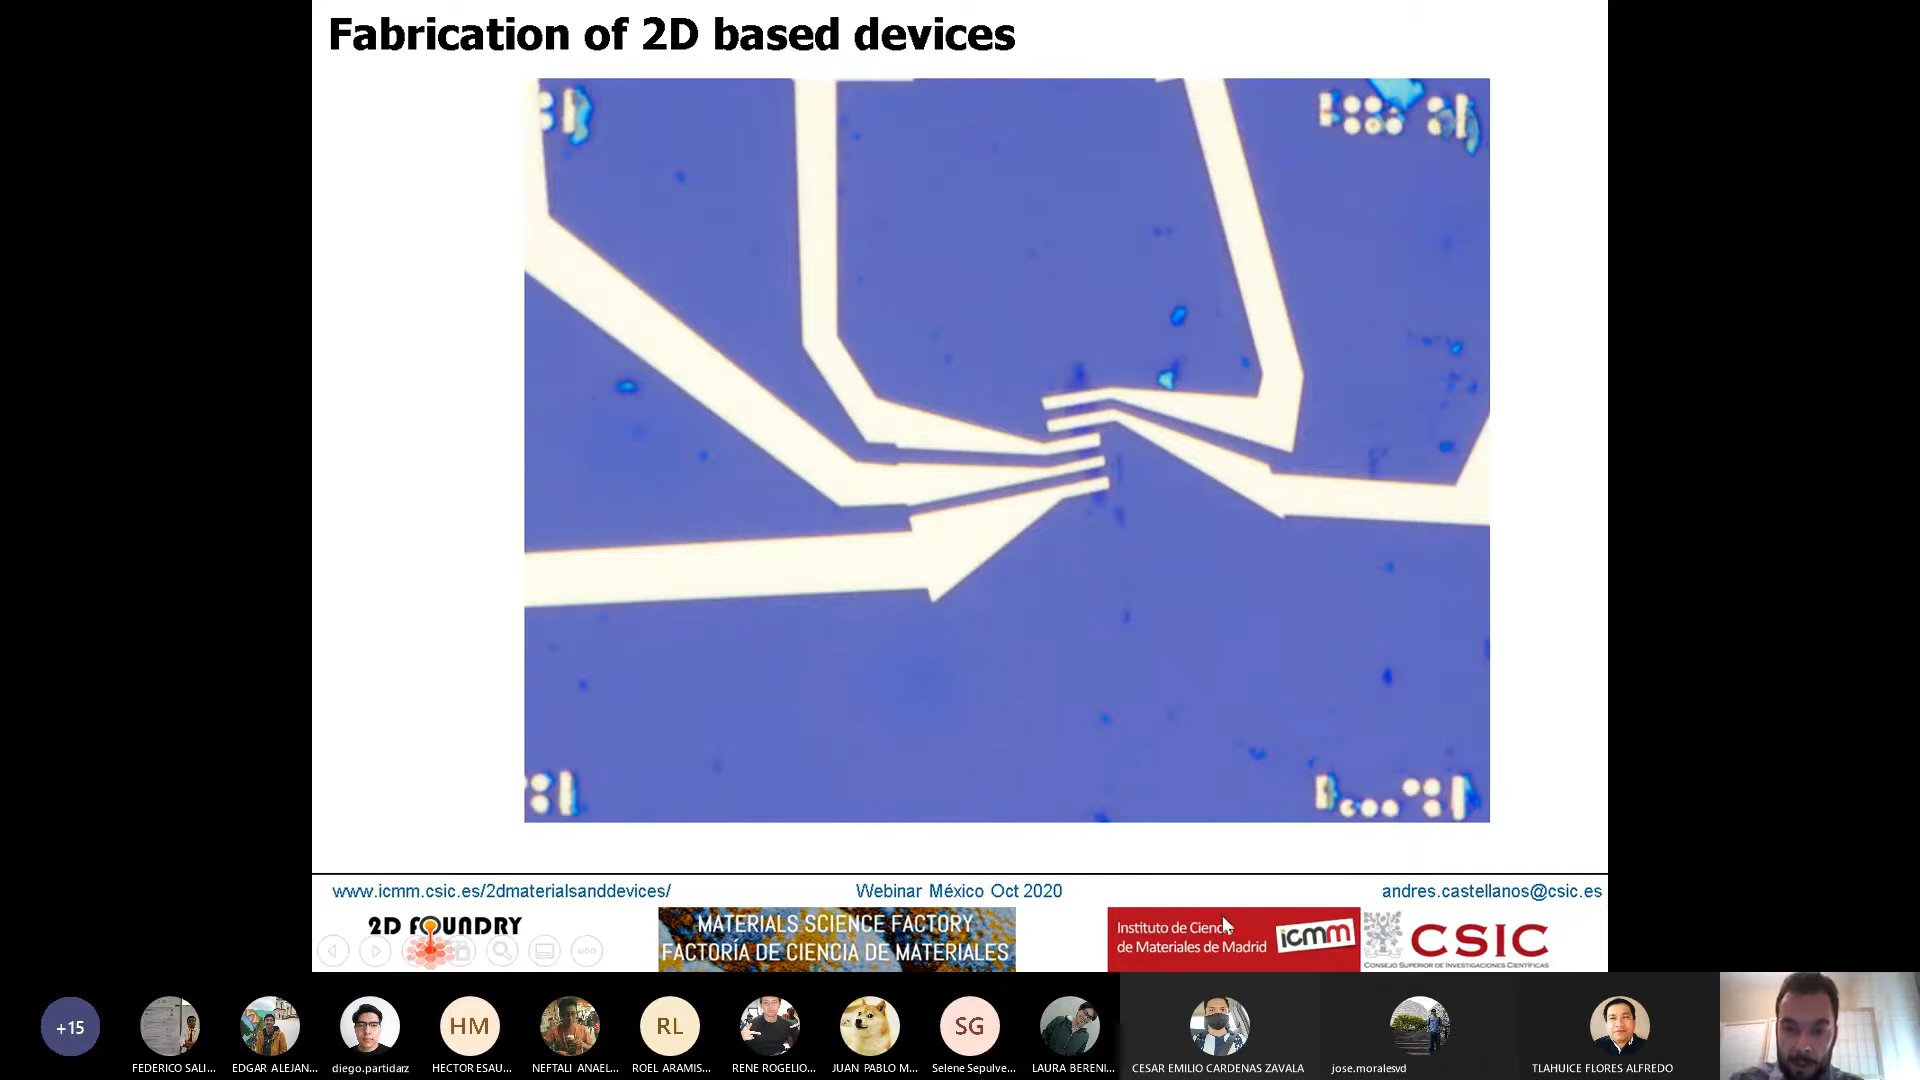 Fabrication of 2D based devices
www.icmm.csic.es/2dmaterialsanddevices/
Webinar México Oct 2020
andres.castellanos@csic.es
2D FOUNDRY
MATERIALS SCIENCE FACTORY
FACTORÍA DE CIENCIA DE MATERIALES
Instituto de Ciencia
de Materiales de Madrid
icmm
CSIC
CONSEJO SUPERIOR DE INVESTIGACIONES CIENTÍFICAS
+15
HM
RL
SG
FEDERICO SALI...
EDGAR ALEJAN...
diego.partidarz
HECTOR ESAU...
NEFTALI ANAEL...
ROEL ARAMIS...
RENE ROGELIO...
JUAN PABLO M...
Selene Sepulve...
LAURA BERENI...
CESAR EMILIO CARDENAS ZAVALA
jose.moralesvd
TLAHUICE FLORES ALFREDO